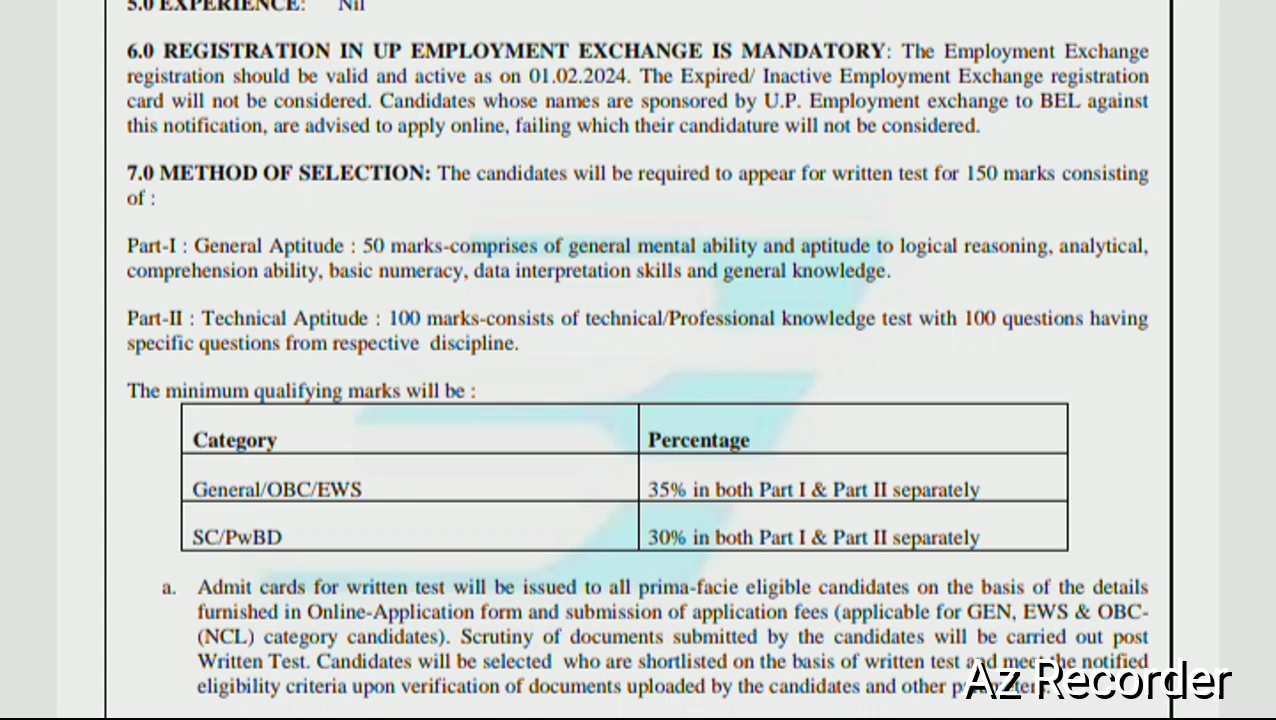 5.0 EXPERIENCE: Nil
6.0 REGISTRATION IN UP EMPLOYMENT EXCHANGE IS MANDATORY: The Employment Exchange
registration should be valid and active as on 01.02.2024. The Expired/ Inactive Employment Exchange registration
card will not be considered. Candidates whose names are sponsored by U.P. Employment exchange to BEL against
this notification, are advised to apply online, failing which their candidature will not be considered.
7.0 METHOD OF SELECTION: The candidates will be required to appear for written test for 150 marks consisting
of :
Part-I : General Aptitude : 50 marks-comprises of general mental ability and aptitude to logical reasoning, analytical,
comprehension ability, basic numeracy, data interpretation skills and general knowledge.
Part-II : Technical Aptitude : 100 marks-consists of technical/Professional knowledge test with 100 questions having
specific questions from respective discipline.
The minimum qualifying marks will be :
Category Percentage
General/OBC/EWS 35% in both Part I & Part II separately
SC/PwBD 30% in both Part I & Part II separately
a. Admit cards for written test will be issued to all prima-facie eligible candidates on the basis of the details
furnished in Online-Application form and submission of application fees (applicable for GEN, EWS & OBC-
(NCL) category candidates). Scrutiny of documents submitted by the candidates will be carried out post
Written Test. Candidates will be selected who are shortlisted on the basis of written test and meet the notified
eligibility criteria upon verification of documents uploaded by the candidates and other
Az Recorder